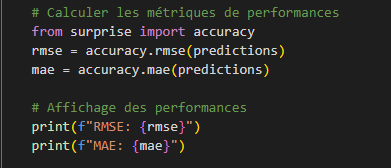 # Calculer les métriques de performances
from surprise import accuracy
rmse = accuracy.rmse(predictions)
mae = accuracy.mae(predictions)
# Affichage des performances
print(f"RMSE: {rmse}")
print(f"MAE: {mae}")